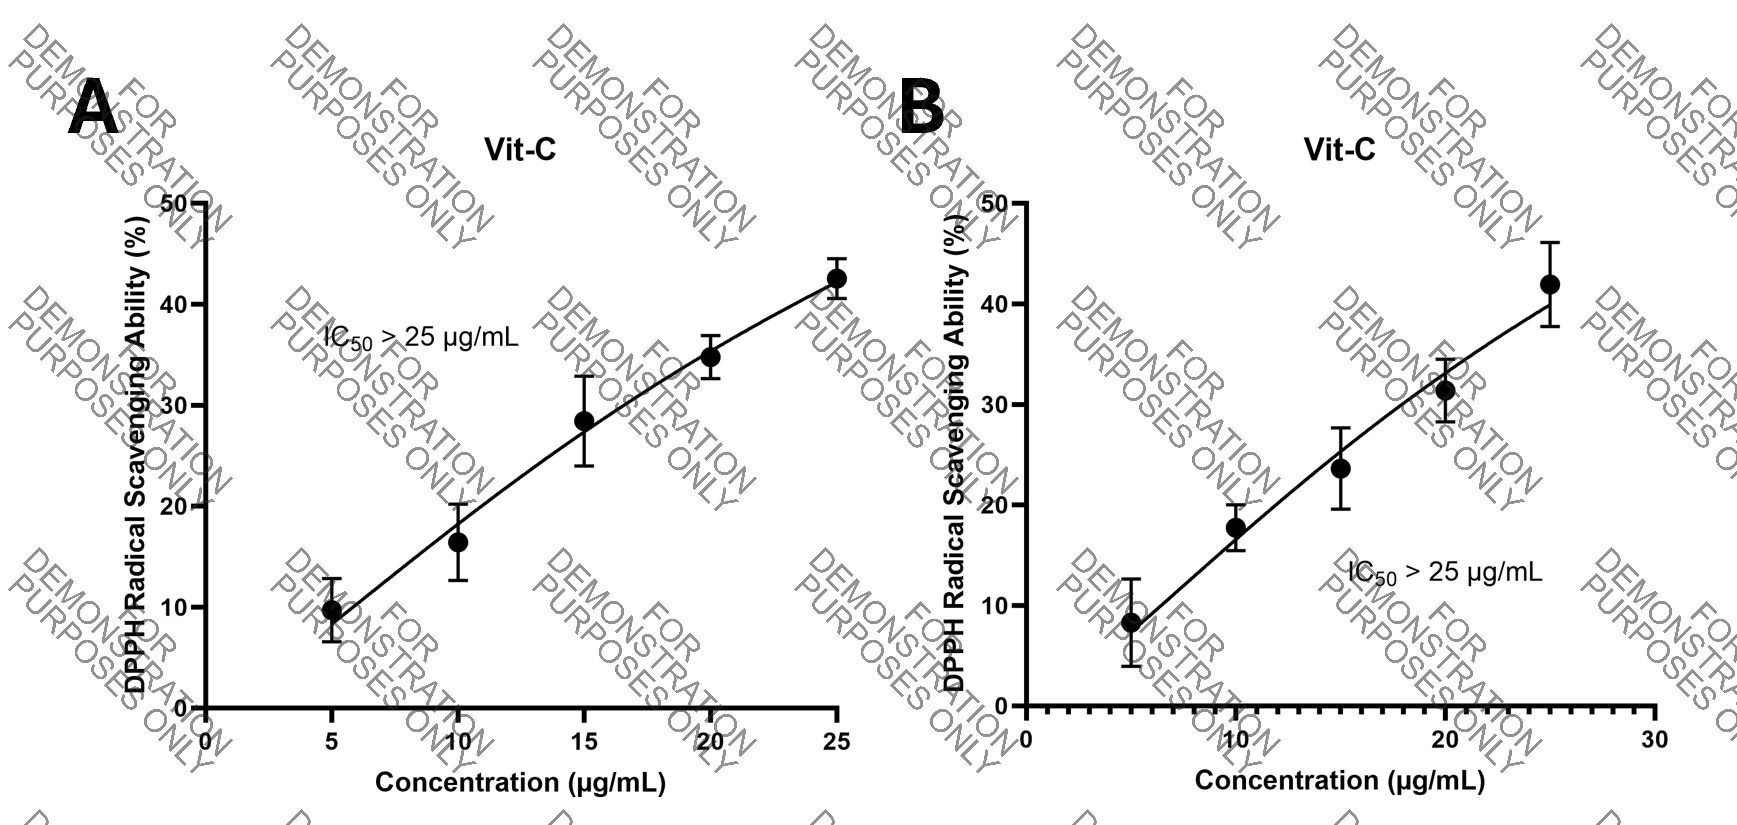 A
B
Vit-C
Vit-C
DPPH Radical Scavenging Ability (%)
50
40
30
20
10
0
IC50 > 25 µg/mL
0 5 10 15 20 25
Concentration (µg/mL)
DPPH Radical Scavenging Ability (%)
50
40
30
20
10
0
IC50 > 25 µg/mL
0 10 20 30
Concentration (µg/mL)
FOR
DEMONSTRATION
PURPOSES ONLY